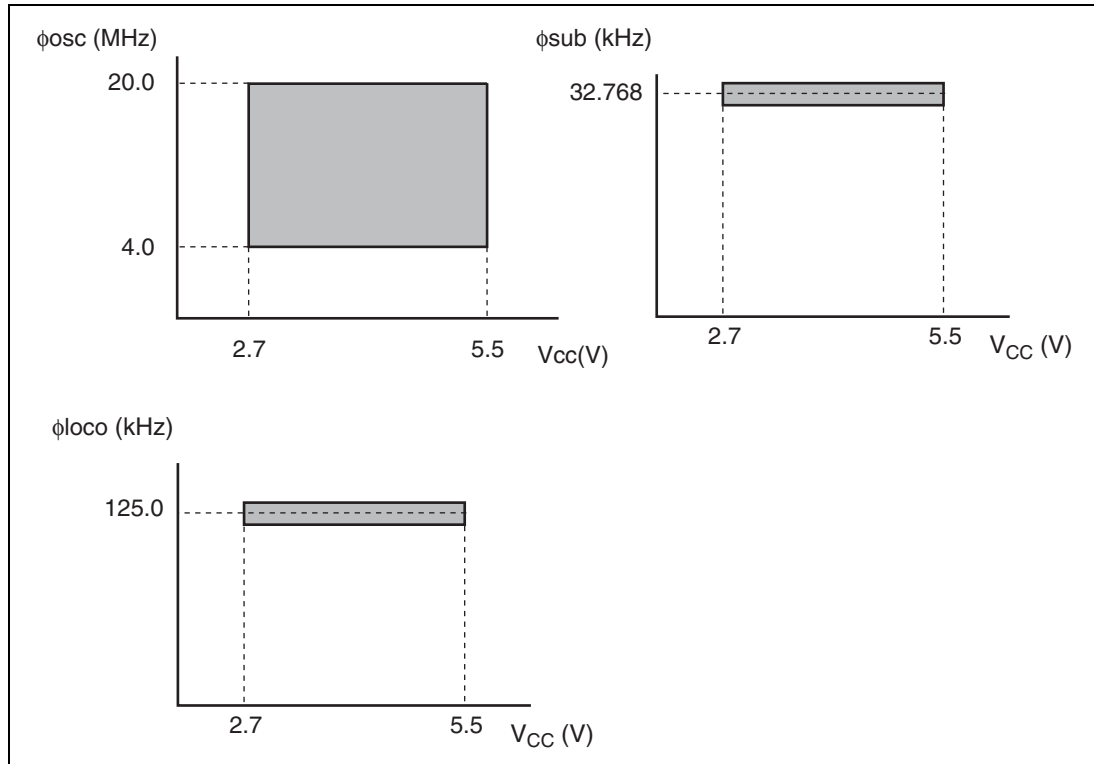 ϕosc (MHz)
20.0
4.0
2.7
5.5
Vcc(V)
ϕsub (kHz)
32.768
2.7
5.5
VCC (V)
ϕloco (kHz)
125.0
2.7
5.5
VCC (V)